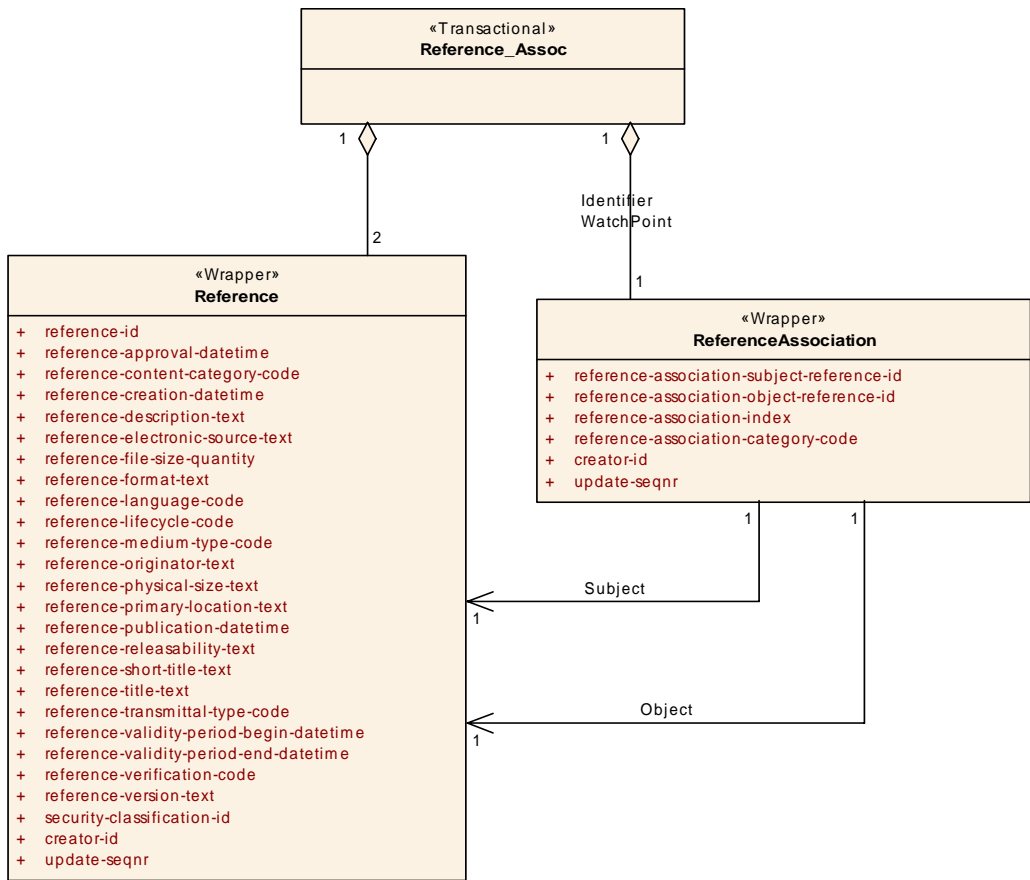 «Transactional»
Reference_Assoc
1
1
Identifier
WatchPoint
2
1
«Wrapper»
Reference
+ reference-id
+ reference-approval-datetime
+ reference-content-category-code
+ reference-creation-datetime
+ reference-description-text
+ reference-electronic-source-text
+ reference-file-size-quantity
+ reference-format-text
+ reference-language-code
+ reference-lifecycle-code
+ reference-medium-type-code
+ reference-originator-text
+ reference-physical-size-text
+ reference-primary-location-text
+ reference-publication-datetime
+ reference-releasability-text
+ reference-short-title-text
+ reference-title-text
+ reference-transmittal-type-code
+ reference-validity-period-begin-datetime
+ reference-validity-period-end-datetime
+ reference-verification-code
+ reference-version-text
+ security-classification-id
+ creator-id
+ update-seqnr
«Wrapper»
ReferenceAssociation
+ reference-association-subject-reference-id
+ reference-association-object-reference-id
+ reference-association-index
+ reference-association-category-code
+ creator-id
+ update-seqnr
1
1
Subject
1
Object
1